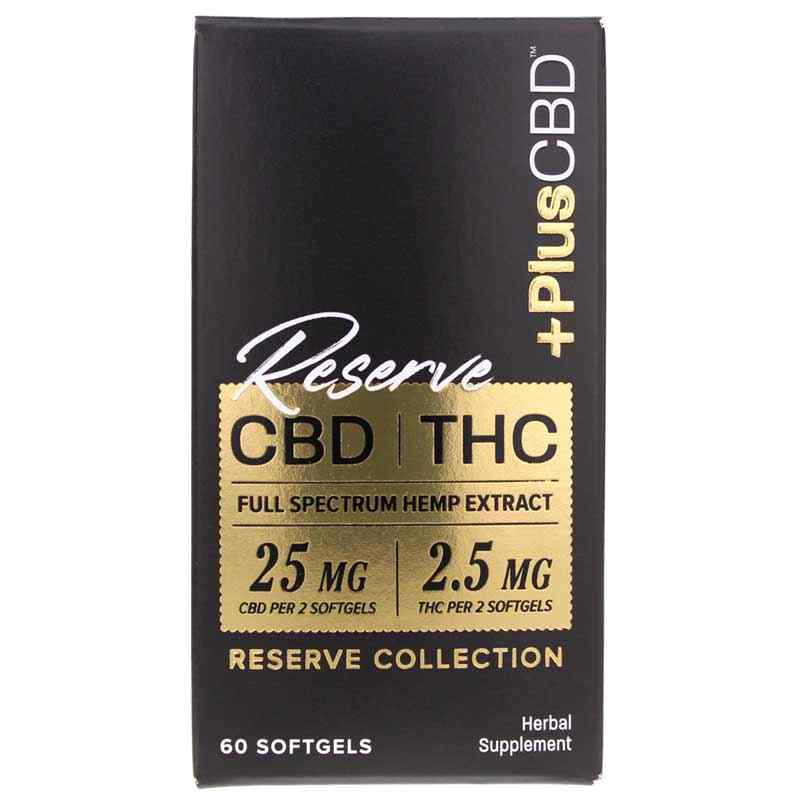 +PlusCBD™
Reserve
CBD | THC
FULL SPECTRUM HEMP EXTRACT
25 MG
CBD PER 2 SOFTGELS
2.5 MG
THC PER 2 SOFTGELS
RESERVE COLLECTION
60 SOFTGELS
Herbal
Supplement